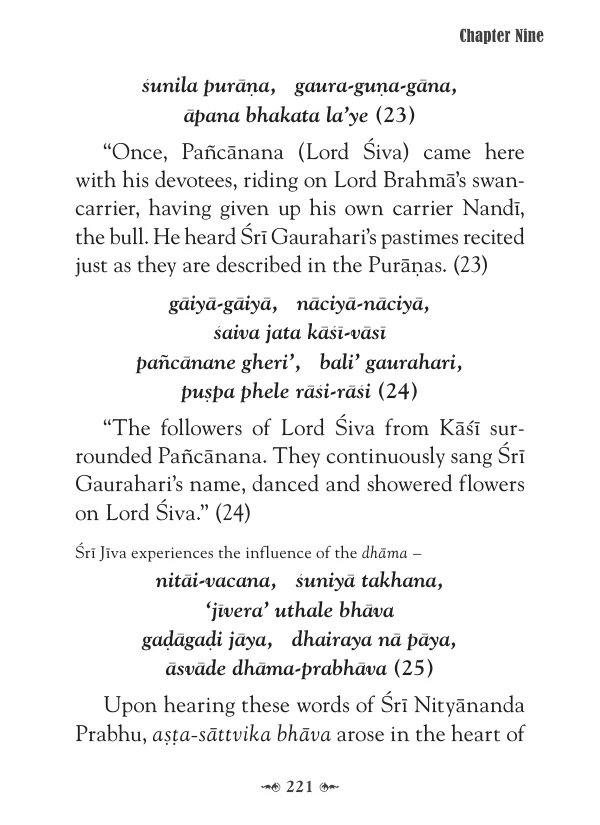 Chapter Nine
śunila purāṇa, gaura-guṇa-gāna,
āpana bhakata la’ye (23)
“Once, Pañcānana (Lord Śiva) came here
with his devotees, riding on Lord Brahmā’s swan-
carrier, having given up his own carrier Nandī,
the bull. He heard Śrī Gaurahari’s pastimes recited
just as they are described in the Purāṇas. (23)
gāiyā-gāiyā, nāciyā-nāciyā,
śaiva jata kāśī-vāsī
pañcānane gheri’, bali’ gaurahari,
puṣpa phele rāśi-rāśi (24)
“The followers of Lord Śiva from Kāśī sur-
rounded Pañcānana. They continuously sang Śrī
Gaurahari’s name, danced and showered flowers
on Lord Śiva.” (24)
Śrī Jīva experiences the influence of the dhāma –
nitāi-vacana, śuniyā takhana,
‘jīvera’ uthale bhāva
gaḍāgaḍi jāya, dhairaya nā pāya,
āsvāde dhāma-prabhāva (25)
Upon hearing these words of Śrī Nityānanda
Prabhu, aṣṭa-sāttvika bhāva arose in the heart of
221